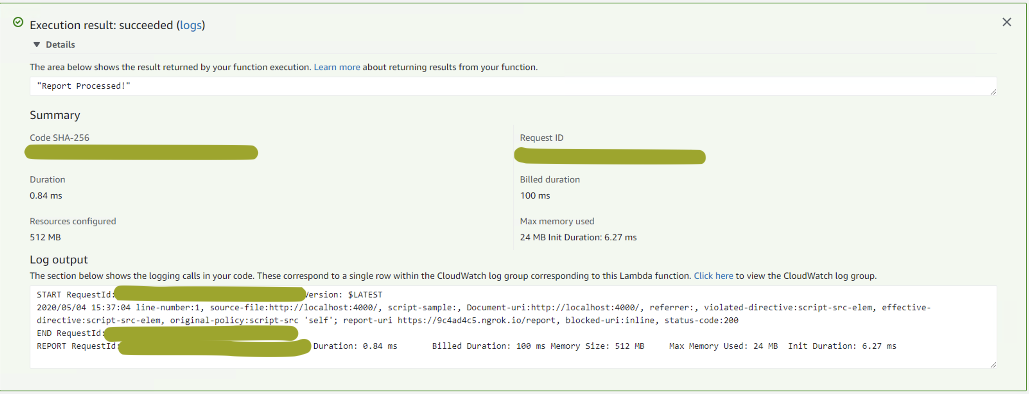 Execution result: succeeded (logs)
Details
The area below shows the result returned by your function execution. Learn more about returning results from your function.
"Report Processed!"
Summary
Code SHA-256
Request ID
Duration
0.84 ms
Billed duration
100 ms
Resources configured
512 MB
Max memory used
24 MB Init Duration: 6.27 ms
Log output
The section below shows the logging calls in your code. These correspond to a single row within the CloudWatch log group corresponding to this Lambda function. Click here to view the CloudWatch log group.
START RequestId: Version: $LATEST
2020/05/04 15:37:04 line-number:1, source-file:http://localhost:4000/, script-sample:, Document-uri:http://localhost:4000/, referrer:, violated-directive:script-src-elem, effective-
directive:script-src-elem, original-policy:script-src 'self'; report-uri https://9c4ad4c5.ngrok.io/report, blocked-uri:inline, status-code:200
END RequestId:
REPORT RequestId: Duration: 0.84 ms Billed Duration: 100 ms Memory Size: 512 MB Max Memory Used: 24 MB Init Duration: 6.27 ms